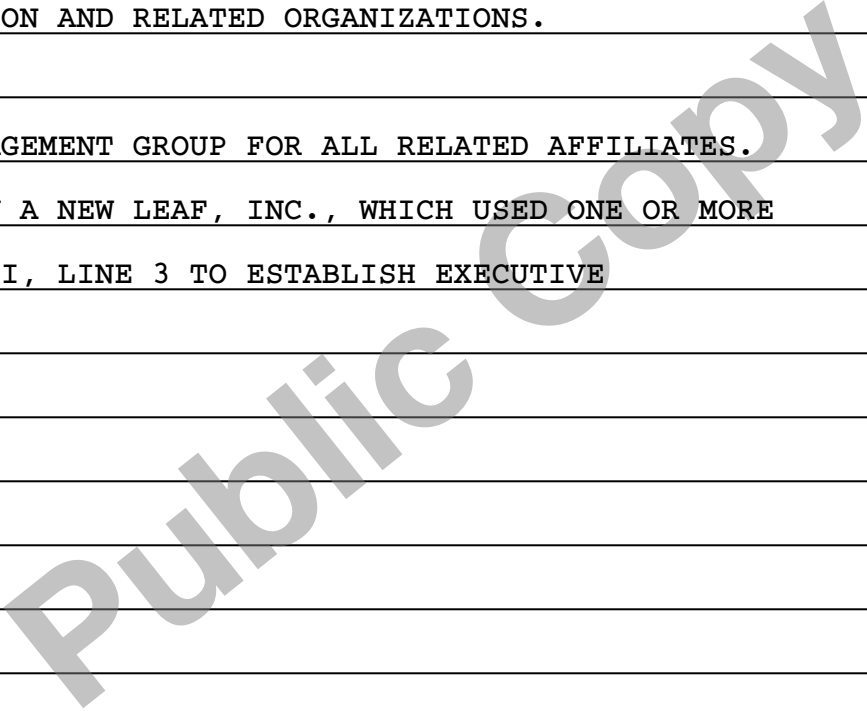 ON AND RELATED ORGANIZATIONS.
GEMENT GROUP FOR ALL RELATED AFFILIATES.
A NEW LEAF, INC., WHICH USED ONE OR MORE
I, LINE 3 TO ESTABLISH EXECUTIVE
Public Copy